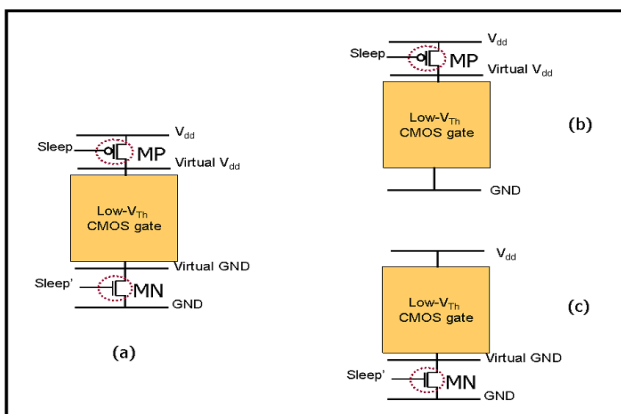 Vdd
Sleep
MP
Virtual Vdd
Low-VTh
CMOS gate
Virtual GND
Sleep'
MN
GND
(a)
Vdd
Sleep
MP
Virtual Vdd
Low-VTh
CMOS gate
(b)
GND
Vdd
Low-VTh
CMOS gate
(c)
Virtual GND
Sleep'
MN
GND